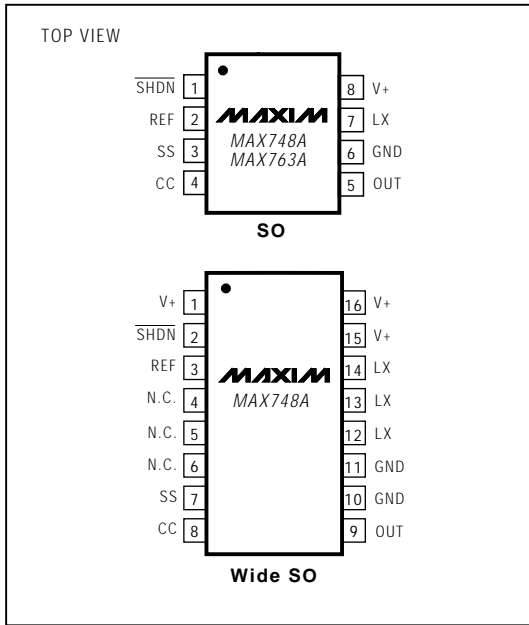 TOP VIEW
SHDN 1 8 V+
REF 2 MAXIM 7 LX
SS 3 MAX748A 6 GND
MAX763A
CC 4 5 OUT
SO
V+ 1 16 V+
SHDN 2 15 V+
REF 3 MAXIM 14 LX
N.C. 4 MAX748A 13 LX
N.C. 5 12 LX
N.C. 6 11 GND
SS 7 10 GND
CC 8 9 OUT
Wide SO